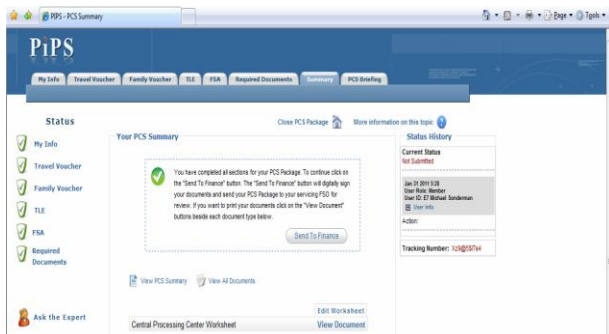 PIPS - PCS Summary
Page
Tools
PiPS
My Info
Travel Voucher
Family Voucher
TLE
FSA
Required Documents
Summary
PCS Briefing
Status
Close PCS Package
More information on this topic
My Info
Travel Voucher
Family Voucher
TLE
FSA
Required
Documents
Ask the Expert
Your PCS Summary
You have completed all sections for your PCS Package. To continue click on
the "Send To Finance" button. The "Send To Finance" button will digitally sign
your documents and send your PCS Package to your servicing FSO for
review. If you want to print your documents click on the "View Document"
buttons beside each document type below.
Send To Finance
View PCS Summary
View All Documents
Edit Worksheet
Central Processing Center Worksheet
View Document
Status History
Current Status
Not Submitted
Jan 31 2011 9:28
User Role: Member
User ID: E7 Michael Sonderman
User Info
Action:
Tracking Number: